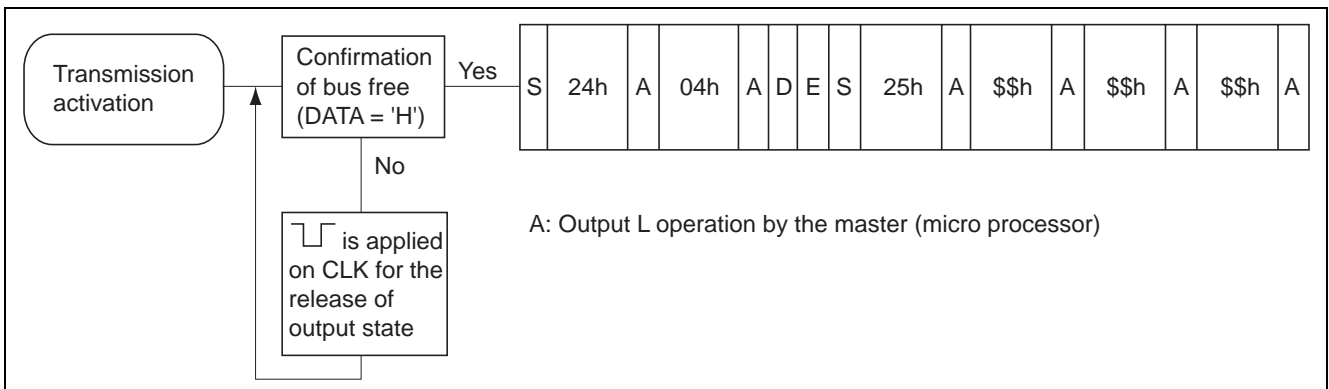 Transmission
activation
Confirmation
of bus free
(DATA = 'H')
Yes
No
is applied
on CLK for the
release of
output state
S 24h A 04h A D E S 25h A $$h A $$h A $$h A
A: Output L operation by the master (micro processor)